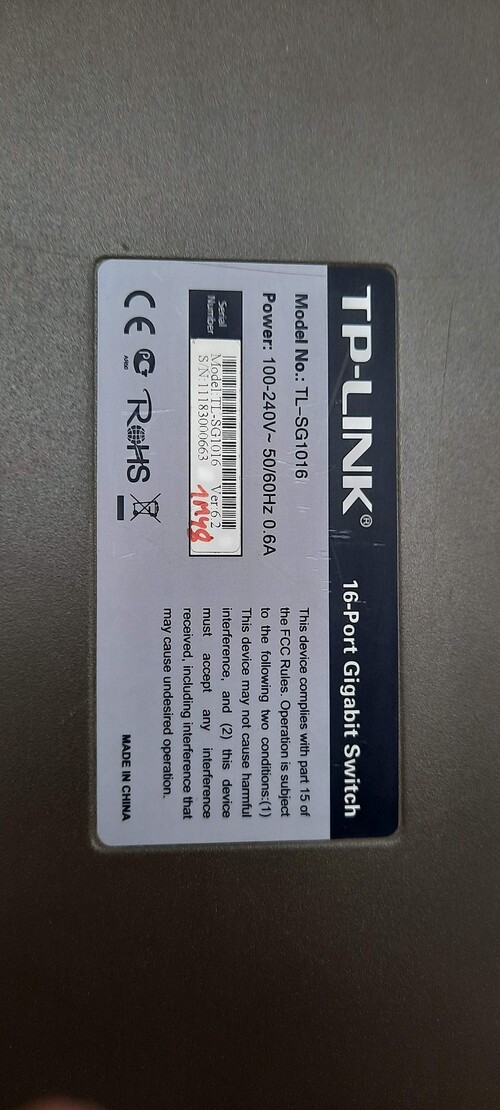 TP-LINK®
16-Port Gigabit Switch
Model No.: TL-SG1016
Power: 100-240V~ 50/60Hz 0.6A
Serial
Number
Model:TL-SG1016 Ver:6.2
S/N:11183000663
1M48
CE RoHS
This device complies with part 15 of
the FCC Rules. Operation is subject
to the following two conditions:(1)
This device may not cause harmful
interference, and (2) this device
must accept any interference
received, including interference that
may cause undesired operation.
MADE IN CHINA